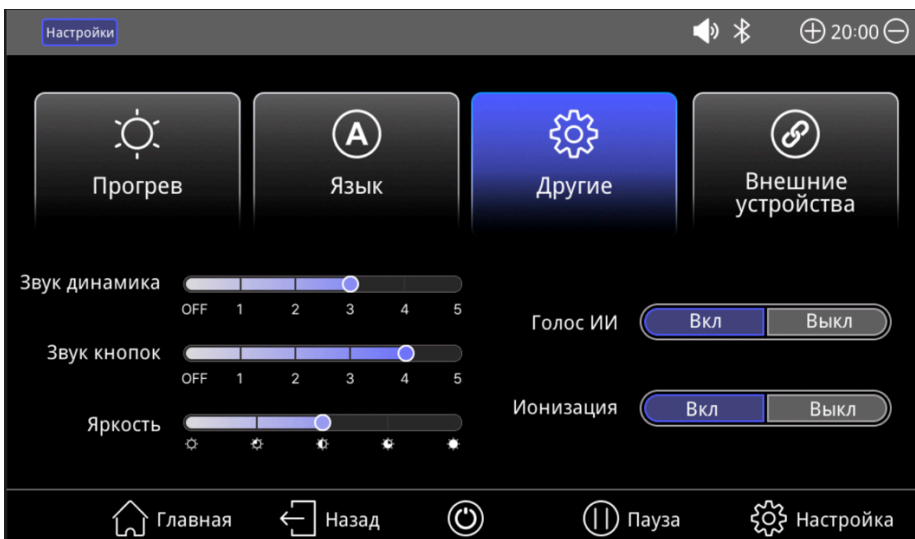 Настройки
20:00
Прогрев
A
Язык
Другие
Внешние
устройства
Звук динамика
OFF 1 2 3 4 5
Звук кнопок
OFF 1 2 3 4 5
Яркость
Голос ИИ Вкл Выкл
Ионизация Вкл Выкл
Главная Назад Пауза Настройка